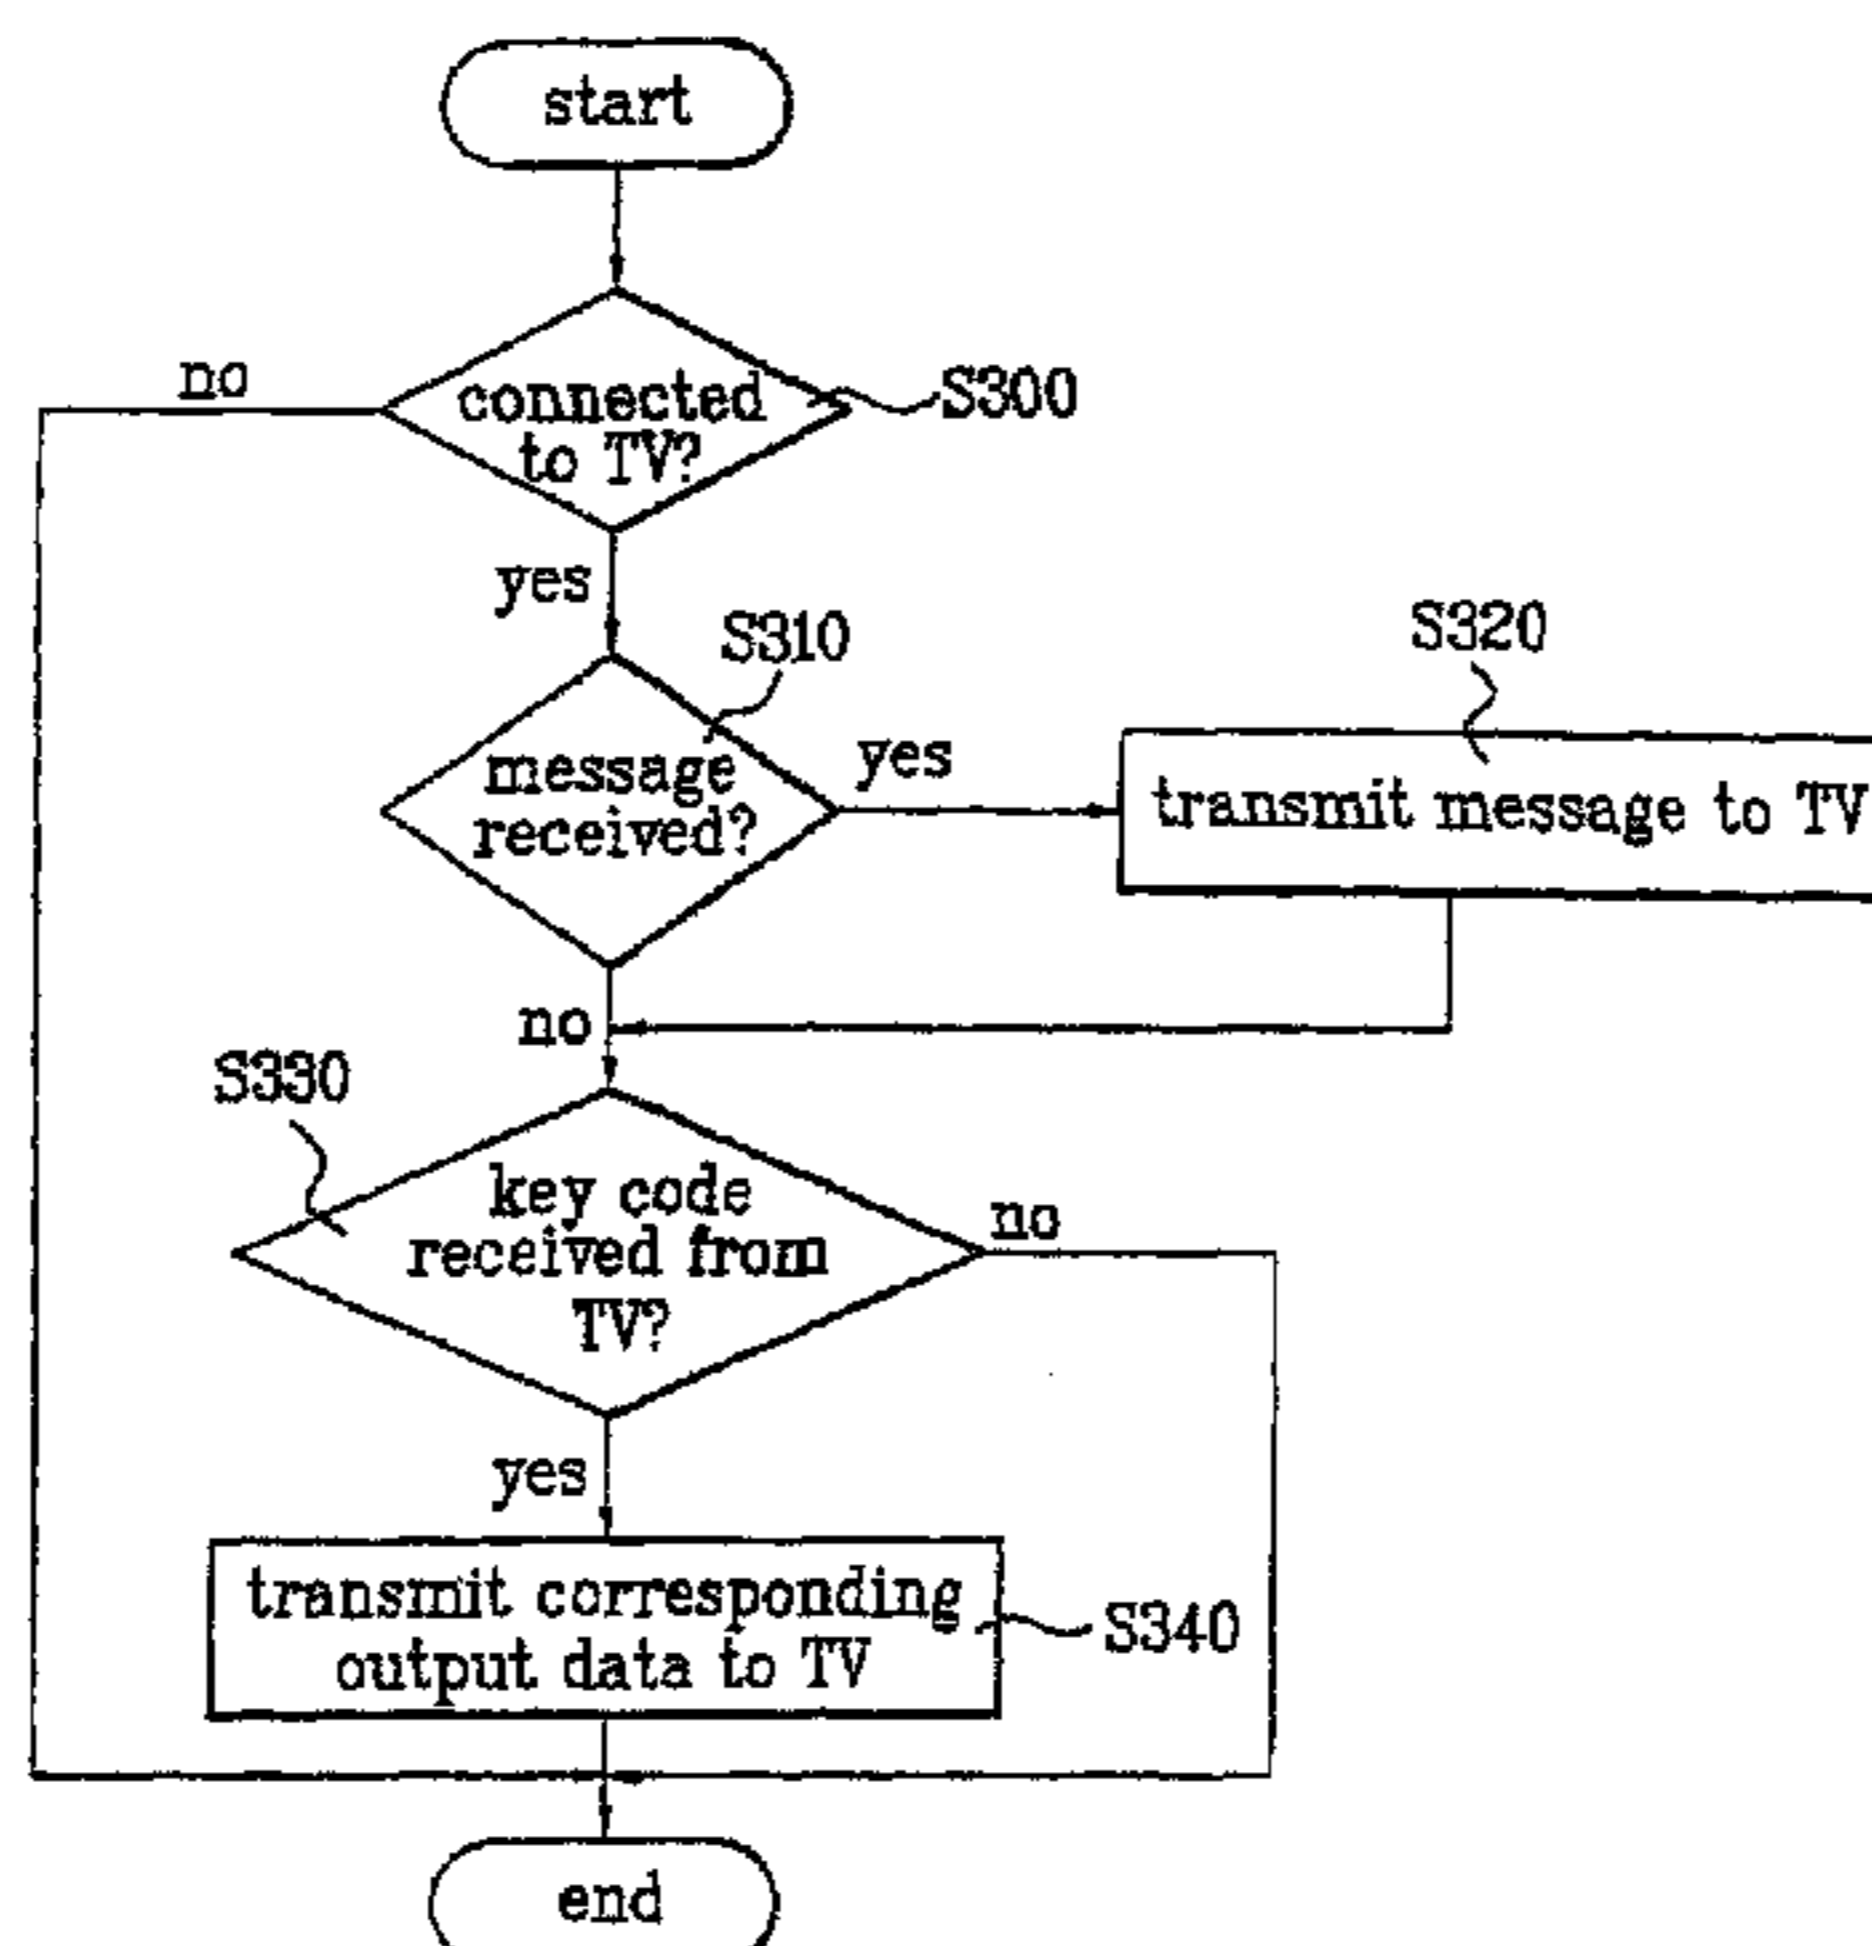 start
no
connected
to TV?
S300
yes
S310
S320
message
received?
yes
transmit message to TV
no
S330
key code
received from
TV?
no
yes
transmit corresponding
output data to TV
S340
end